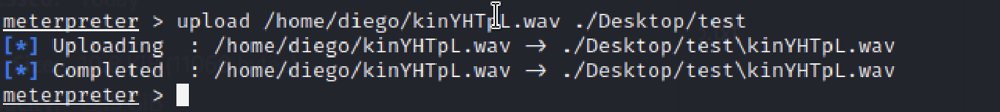 meterpreter > upload /home/diego/kinYHTpL.wav ./Desktop/test
[*] Uploading  : /home/diego/kinYHTpL.wav → ./Desktop/test\kinYHTpL.wav
[*] Completed  : /home/diego/kinYHTpL.wav → ./Desktop/test\kinYHTpL.wav
meterpreter >